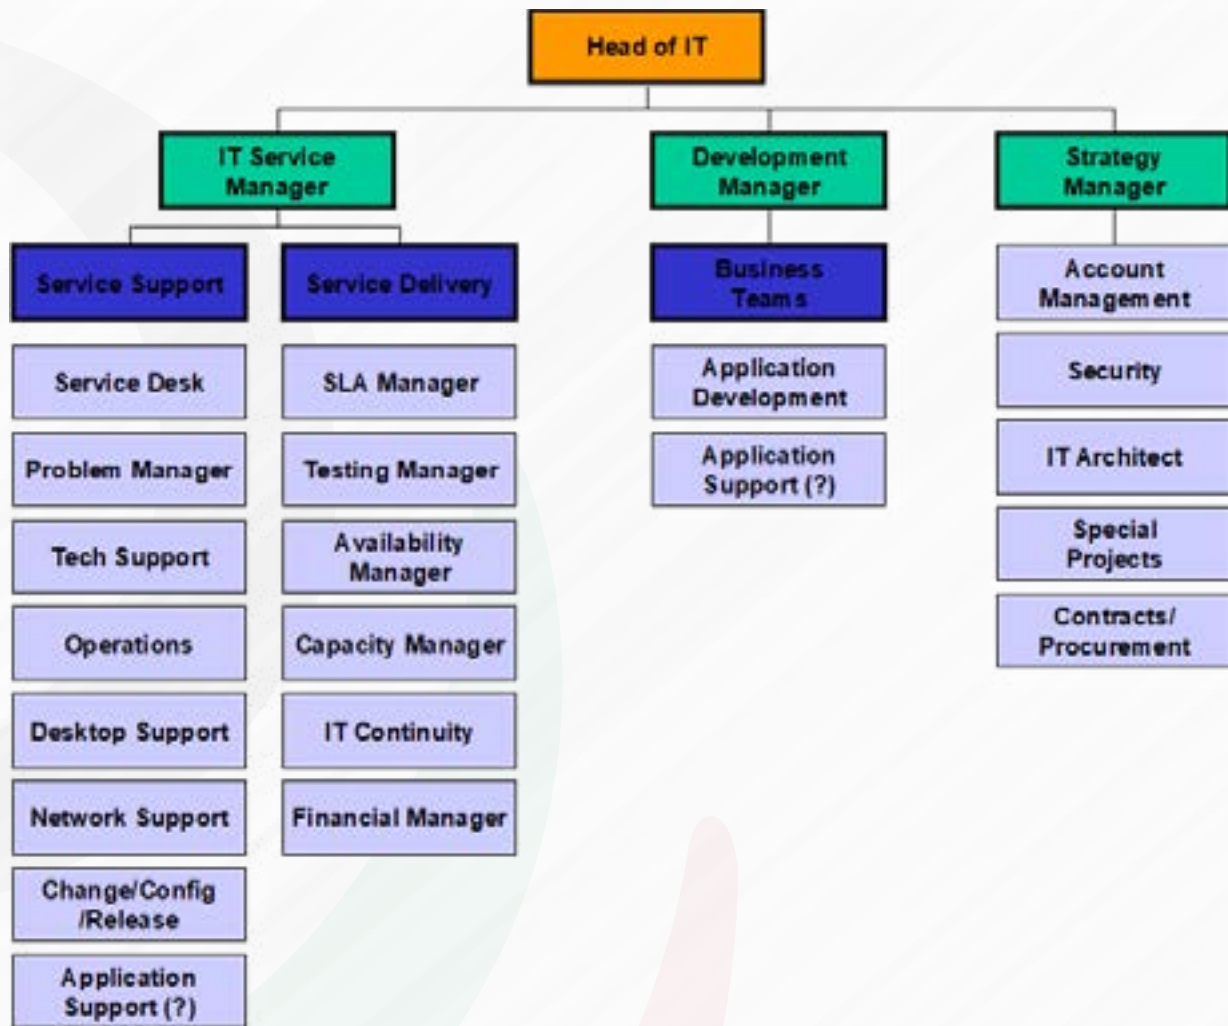 Head of IT
IT Service
Manager
Development
Manager
Strategy
Manager
Service Support
Service Delivery
Business
Teams
Account
Management
Service Desk
SLA Manager
Application
Development
Security
Problem Manager
Testing Manager
Application
Support (?)
IT Architect
Tech Support
Availability
Manager
Special
Projects
Operations
Capacity Manager
Contracts/
Procurement
Desktop Support
IT Continuity
Network Support
Financial Manager
Change/Config
/Release
Application
Support (?)